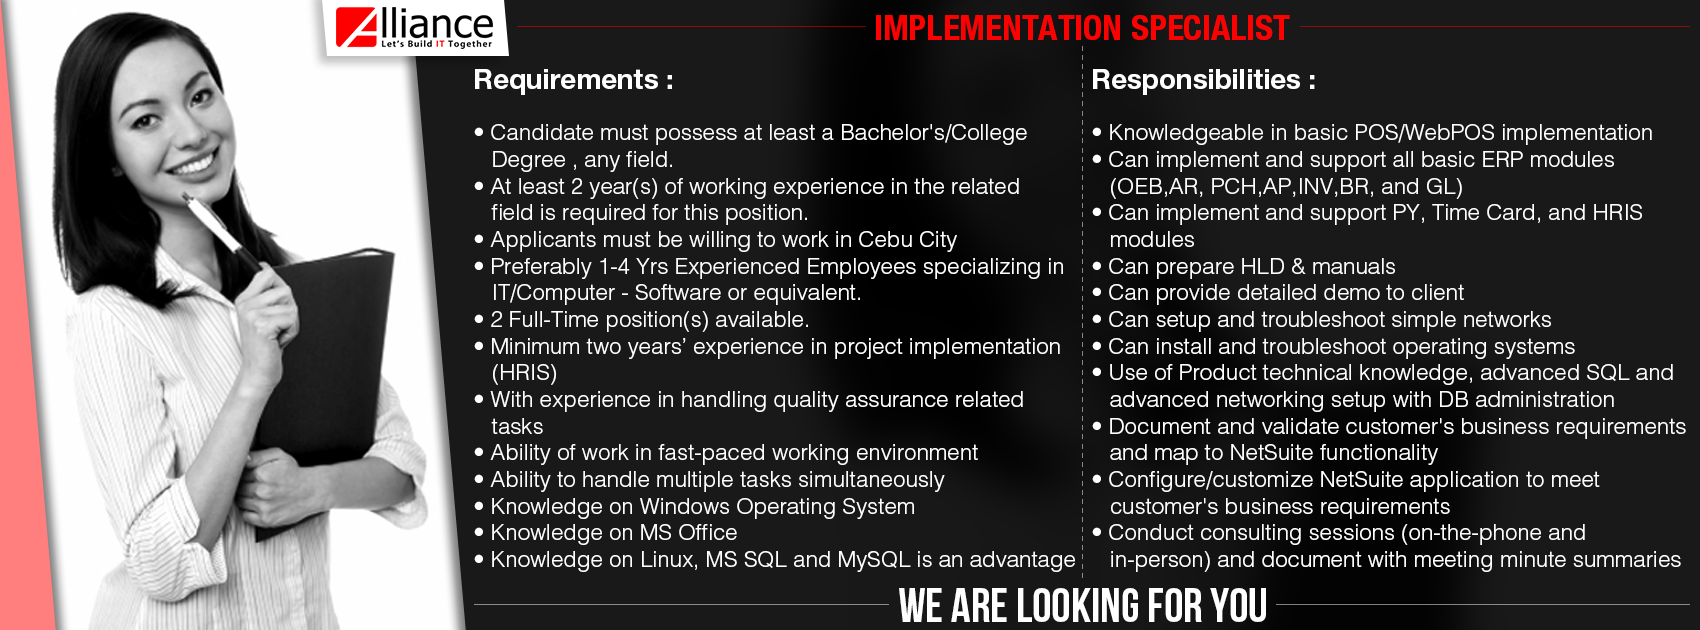 Alliance
Let's Build IT Together
IMPLEMENTATION SPECIALIST
Requirements :
• Candidate must possess at least a Bachelor's/College
Degree , any field.
• At least 2 year(s) of working experience in the related
field is required for this position.
• Applicants must be willing to work in Cebu City
• Preferably 1-4 Yrs Experienced Employees specializing in
IT/Computer - Software or equivalent.
• 2 Full-Time position(s) available.
• Minimum two years’ experience in project implementation
(HRIS)
• With experience in handling quality assurance related
tasks
• Ability of work in fast-paced working environment
• Ability to handle multiple tasks simultaneously
• Knowledge on Windows Operating System
• Knowledge on MS Office
• Knowledge on Linux, MS SQL and MySQL is an advantage
Responsibilities :
• Knowledgeable in basic POS/WebPOS implementation
• Can implement and support all basic ERP modules
(OEB,AR, PCH,AP,INV,BR, and GL)
• Can implement and support PY, Time Card, and HRIS
modules
• Can prepare HLD & manuals
• Can provide detailed demo to client
• Can setup and troubleshoot simple networks
• Can install and troubleshoot operating systems
• Use of Product technical knowledge, advanced SQL and
advanced networking setup with DB administration
• Document and validate customer's business requirements
and map to NetSuite functionality
• Configure/customize NetSuite application to meet
customer's business requirements
• Conduct consulting sessions (on-the-phone and
in-person) and document with meeting minute summaries
WE ARE LOOKING FOR YOU